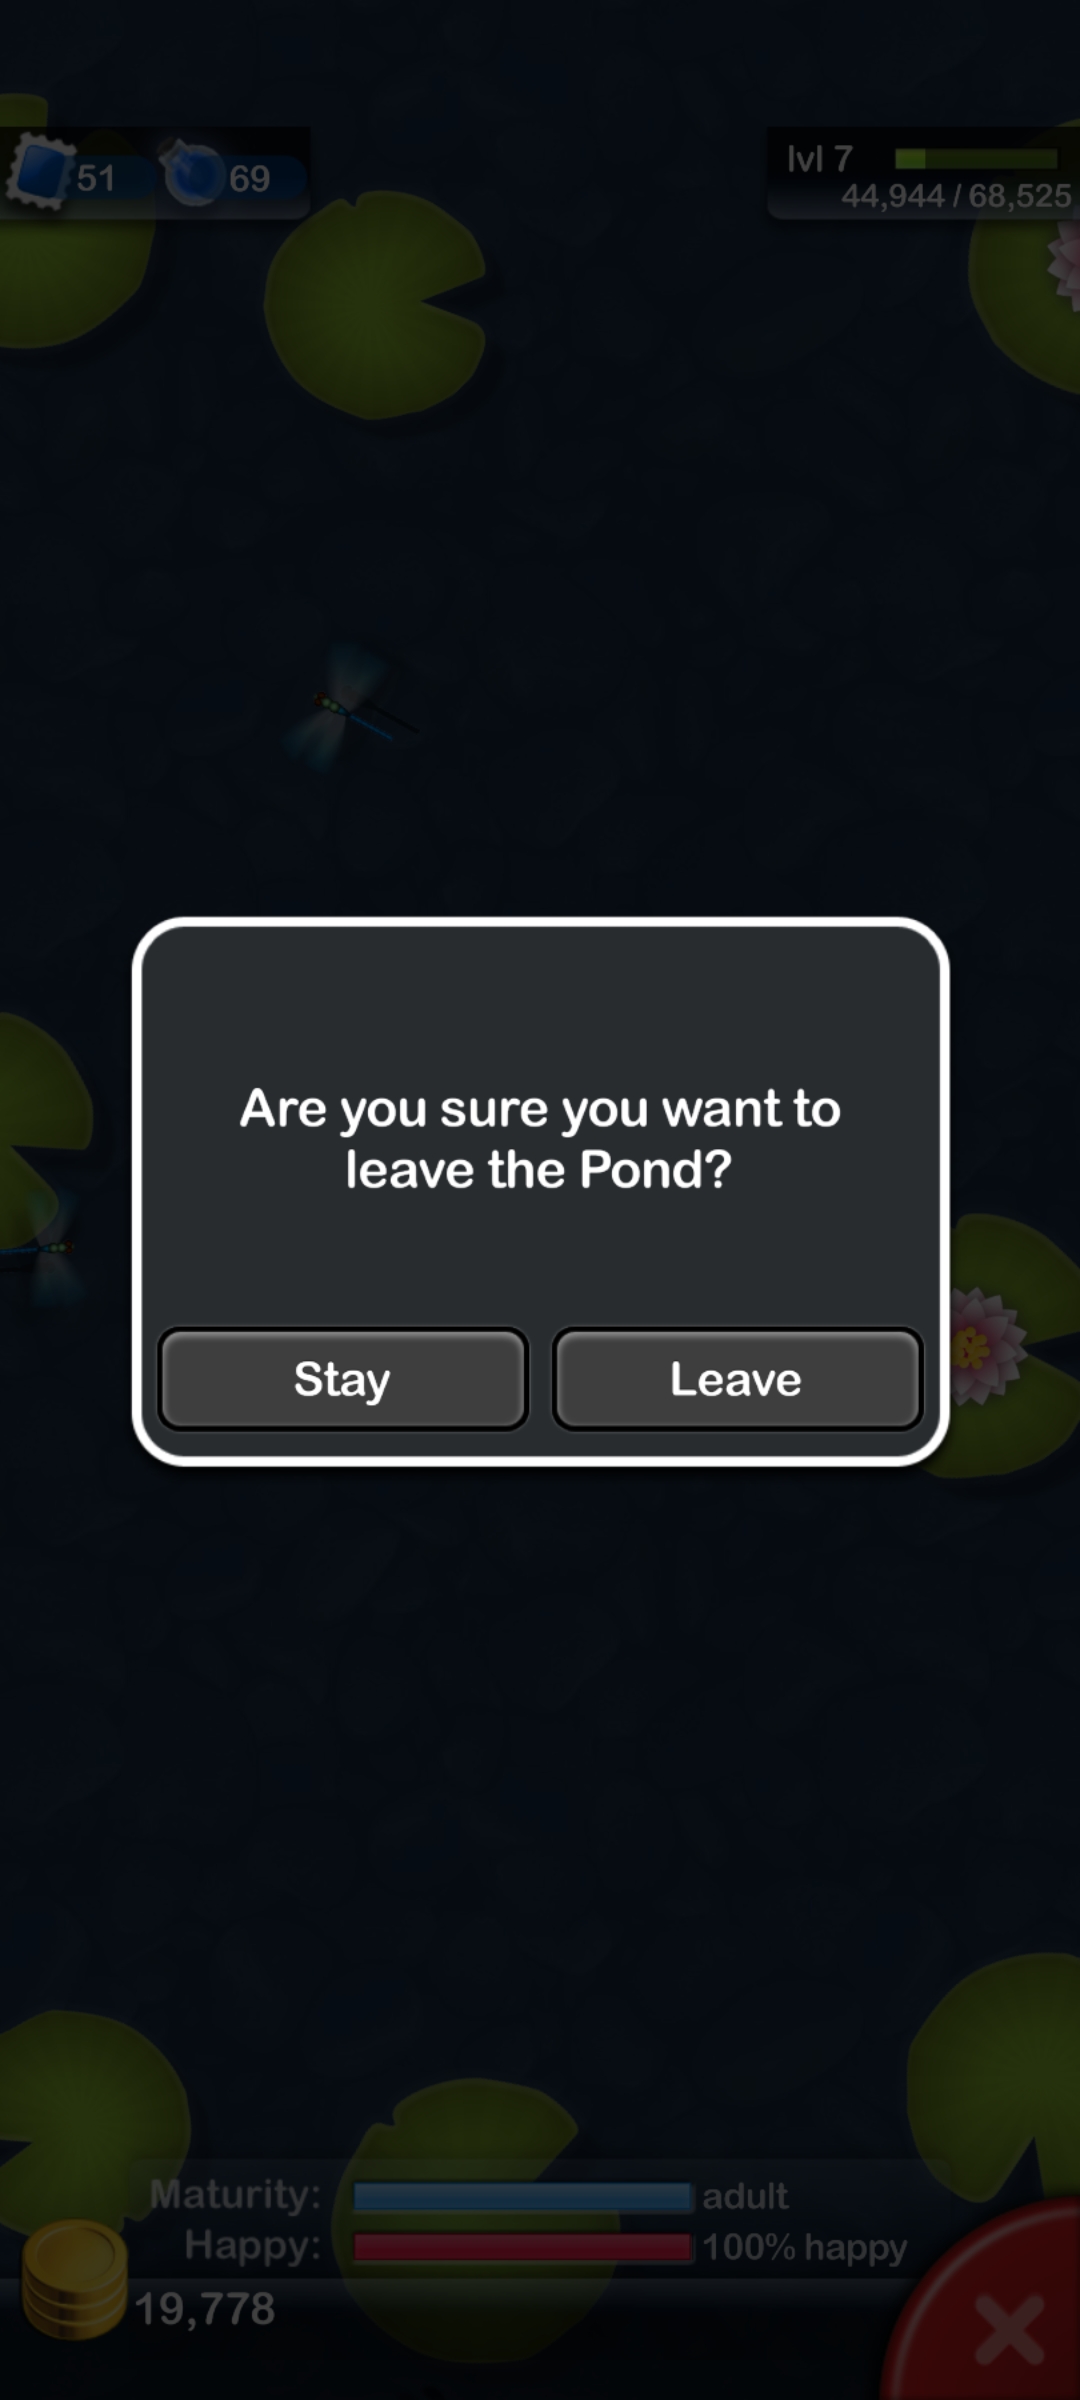 51
69
lvl 7
44,944 / 68,525
Are you sure you want to
leave the Pond?
Stay
Leave
Maturity:
adult
Happy:
100% happy
19,778